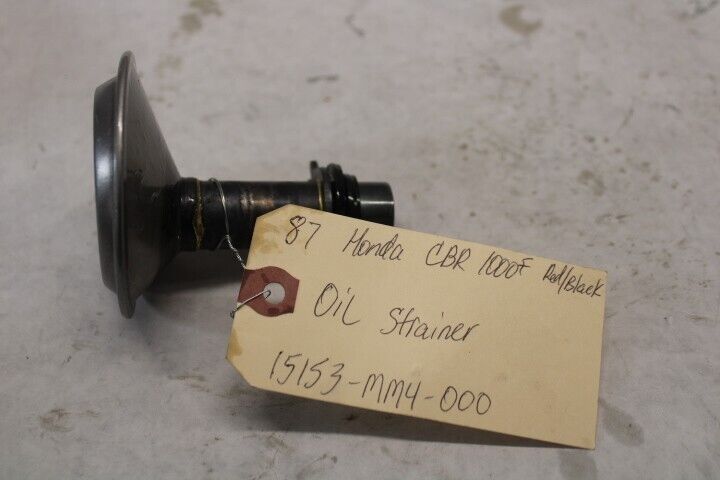 87 Honda CBR 1000F Red/Black
OiL Strainer
15153-MM4-000